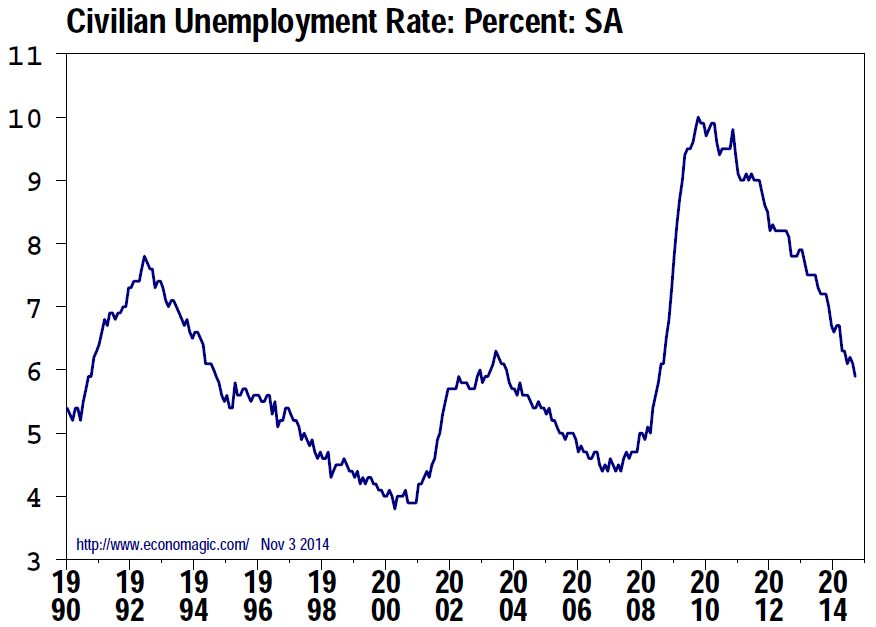 Civilian Unemployment Rate: Percent: SA
11
10
9
8
7
6
5
4
3
http://www.economagic.com/ Nov 3 2014
19 19 19 19 19 20 20 20 20 20 20 20 20
90 92 94 96 98 00 02 04 06 08 10 12 14